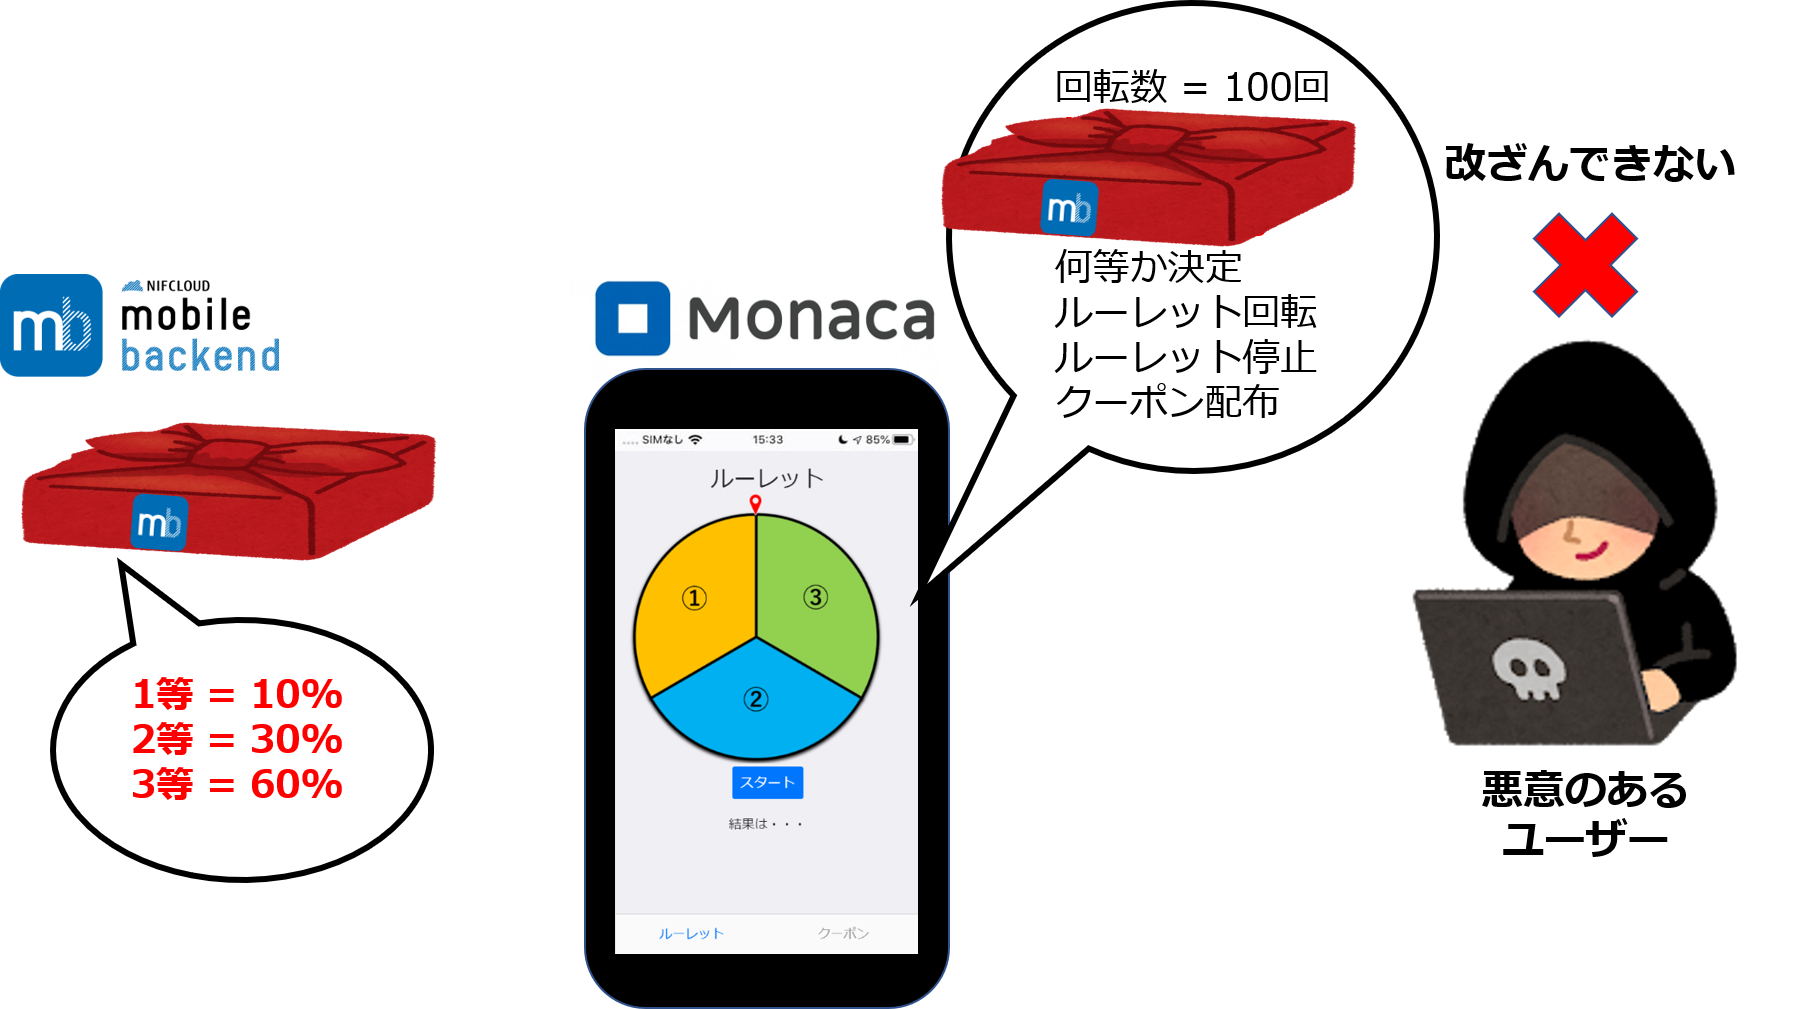 回転数 = 100回
mb
何等か決定
ルーレット回転
ルーレット停止
クーポン配布
改ざんできない
悪意のある
ユーザー
mb
NIFCLOUD
mobile
backend
mb
1等 = 10%
2等 = 30%
3等 = 60%
Monaca
SIMなし 15:33 85%
ルーレット
①
③
②
スタート
結果は・・・
ルーレット クーポン